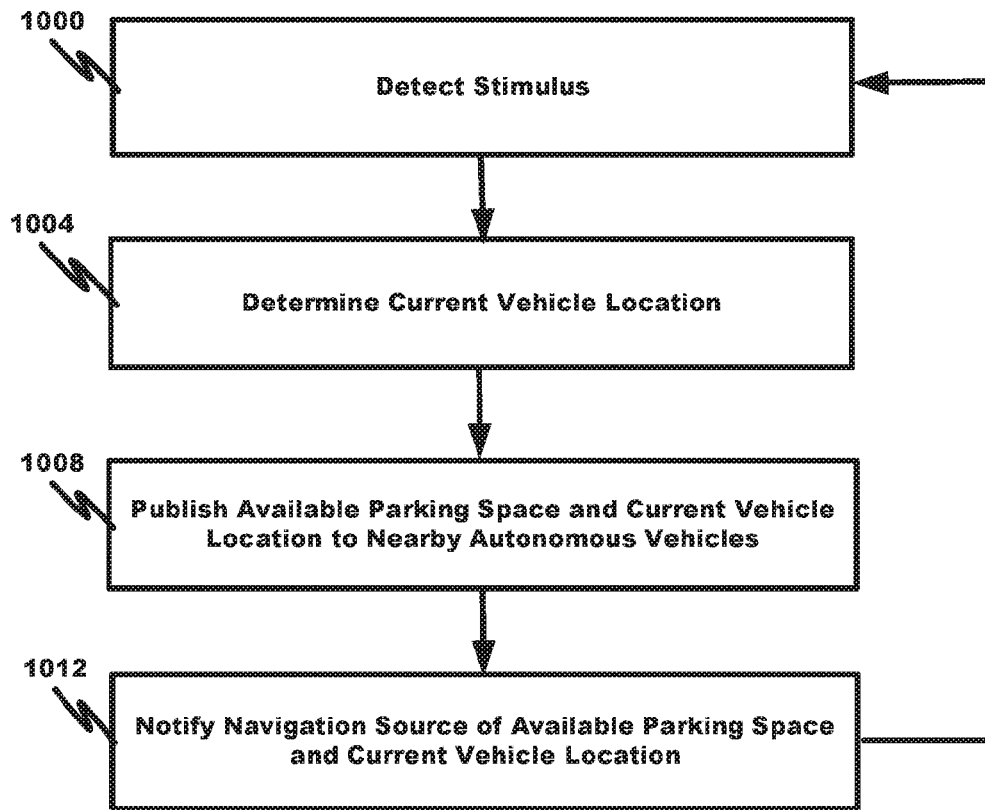 1000
Detect Stimulus
1004
Determine Current Vehicle Location
1008
Publish Available Parking Space and Current Vehicle
Location to Nearby Autonomous Vehicles
1012
Notify Navigation Source of Available Parking Space
and Current Vehicle Location